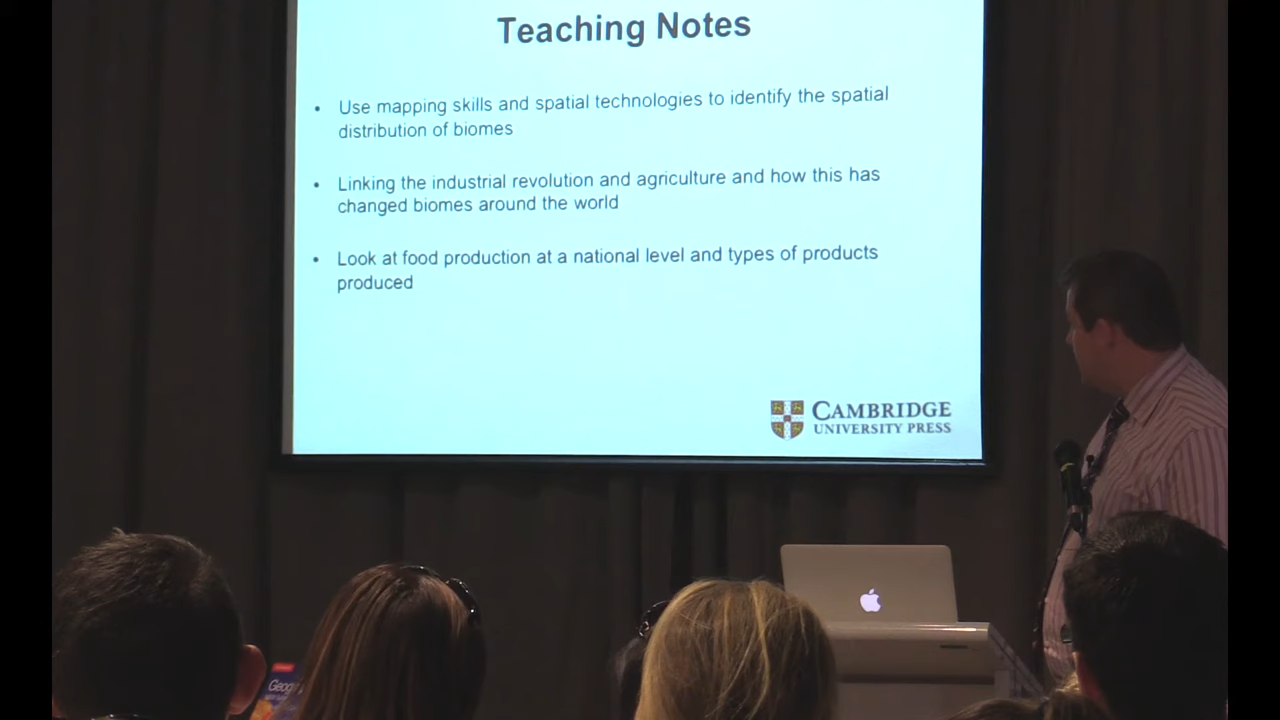 Teaching Notes
• Use mapping skills and spatial technologies to identify the spatial
distribution of biomes
• Linking the industrial revolution and agriculture and how this has
changed biomes around the world
• Look at food production at a national level and types of products
produced
CAMBRIDGE
UNIVERSITY PRESS